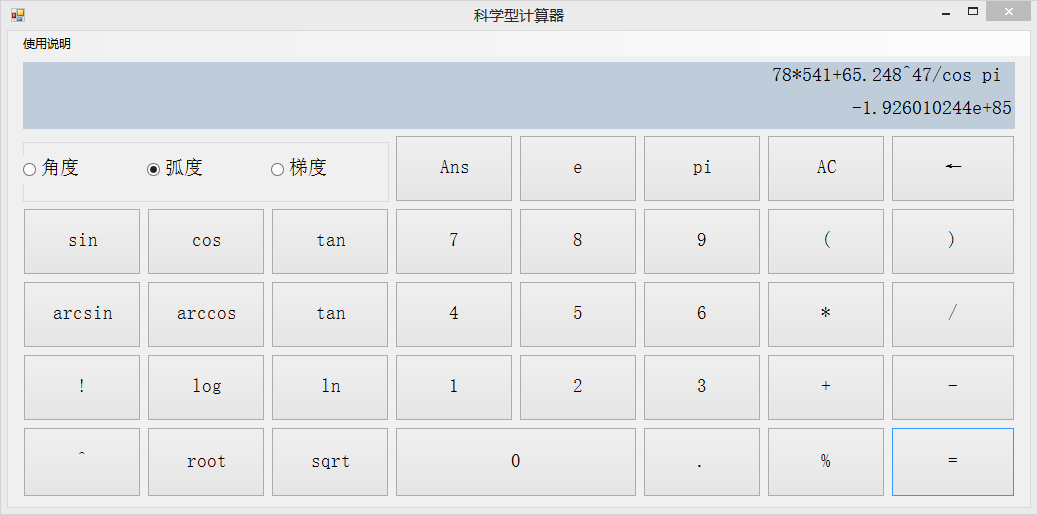 科学型计算器
使用说明
78*541+65.248^47/cos pi
-1.926010244e+85
角度 弧度 梯度 Ans e pi AC ←
sin cos tan 7 8 9 ( )
arcsin arccos tan 4 5 6 * /
! log ln 1 2 3 + -
^ root sqrt 0 . % =